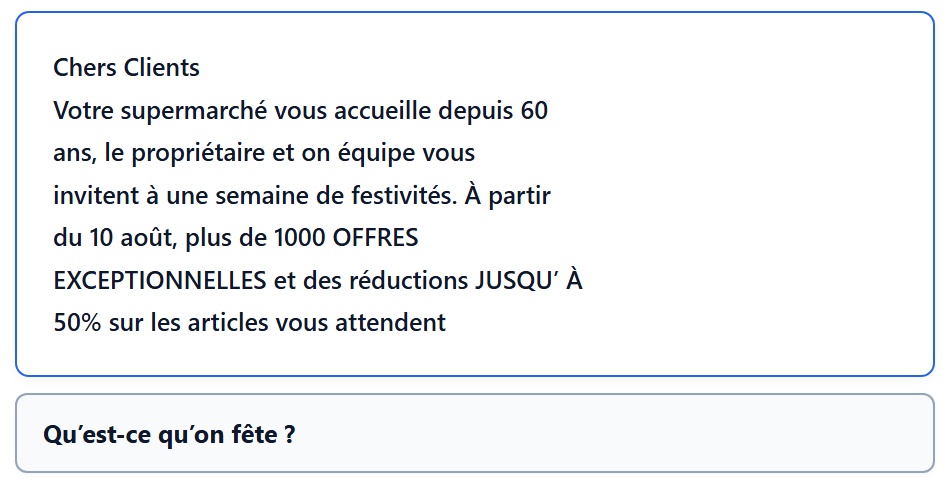 Chers Clients
Votre supermarché vous accueille depuis 60
ans, le propriétaire et on équipe vous
invitent à une semaine de festivités. À partir
du 10 août, plus de 1000 OFFRES
EXCEPTIONNELLES et des réductions JUSQU’ À
50% sur les articles vous attendent
Qu’est-ce qu’on fête ?